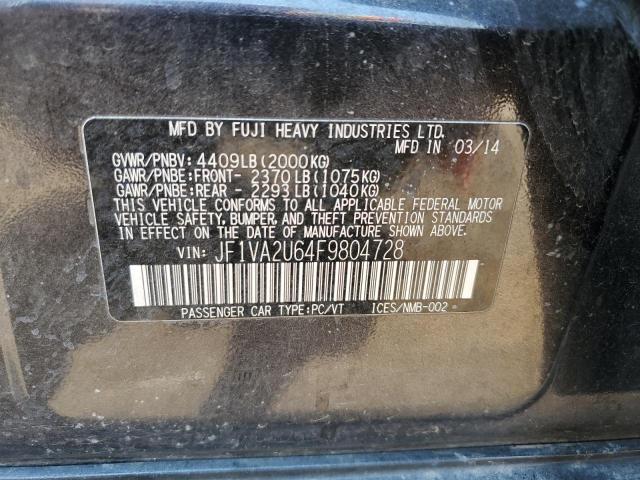 MFD BY FUJI HEAVY INDUSTRIES LTD.
MFD IN 03/14
GVWR/PNBV: 4409LB(2000KG)
GAWR/PNBE:FRONT- 2370LB(1075KG)
GAWR/PNBE:REAR - 2293LB(1040KG)
THIS VEHICLE CONFORMS TO ALL APPLICABLE FEDERAL MOTOR
VEHICLE SAFETY, BUMPER, AND THEFT PREVENTION STANDARDS
IN EFFECT ON THE DATE OF MANUFACTURE SHOWN ABOVE.
VIN: JF1VA2U64F9804728
PASSENGER CAR TYPE:PC/VT ICES/NMB-002